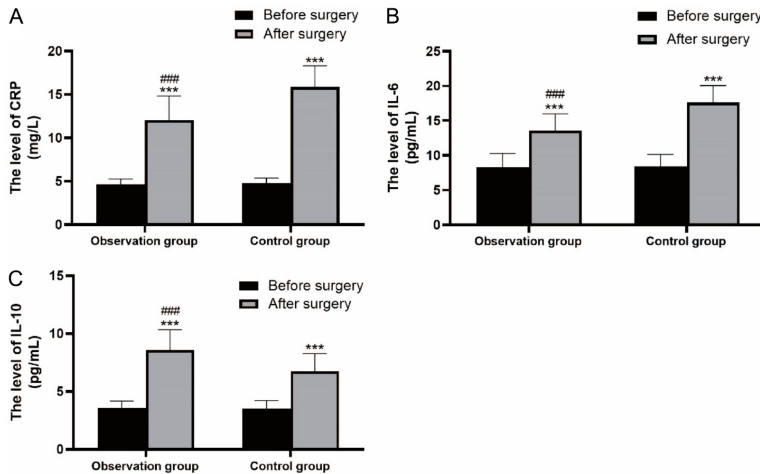 A
Before surgery
After surgery
The level of CRP
(mg/L)
20
15
10
5
0
###
***
***
Observation group
Control group
B
Before surgery
After surgery
The level of IL-6
(pg/mL)
25
20
15
10
5
0
###
***
***
Observation group
Control group
C
Before surgery
After surgery
The level of IL-10
(pg/mL)
15
10
5
0
###
***
***
Observation group
Control group